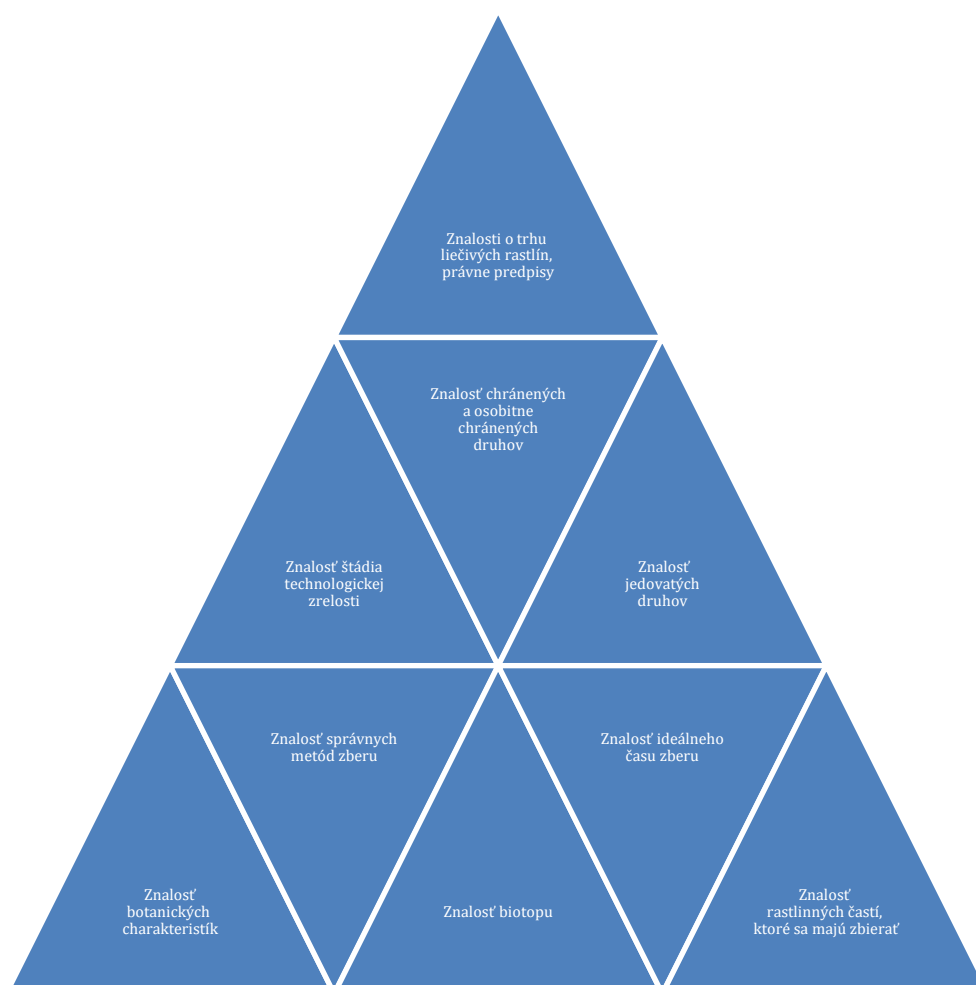 Znalosti o trhu
liečivých rastlín,
právne predpisy
Znalosť chránených
a osobitne
chránených
druhov
Znalosť štádia
technologickej
zrelosti
Znalosť
jedovatých
druhov
Znalosť správnych
metód zberu
Znalosť ideálneho
času zberu
Znalosť
botanických
charakteristík
Znalosť biotopu
Znalosť
rastlinných častí,
ktoré sa majú zbierať